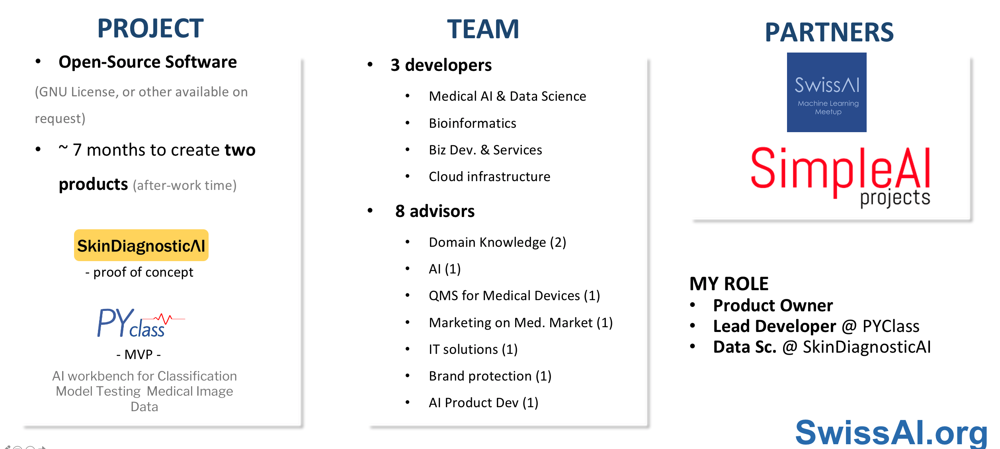 PROJECT
• Open-Source Software
(GNU License, or other available on
request)
• ~ 7 months to create two
products (after-work time)
SkinDiagnosticΛI
- proof of concept
PYclass
- MVP -
AI workbench for Classification
Model Testing  Medical Image
Data
TEAM
• 3 developers
• Medical AI & Data Science
• Bioinformatics
• Biz Dev. & Services
• Cloud infrastructure
• 8 advisors
• Domain Knowledge (2)
• AI (1)
• QMS for Medical Devices (1)
• Marketing on Med. Market (1)
• IT solutions (1)
• Brand protection (1)
• AI Product Dev (1)
PARTNERS
SwissΛI
Machine Learning
Meetup
SimpleAI
projects
MY ROLE
• Product Owner
• Lead Developer @ PYClass
• Data Sc. @ SkinDiagnosticAI
SwissAI.org